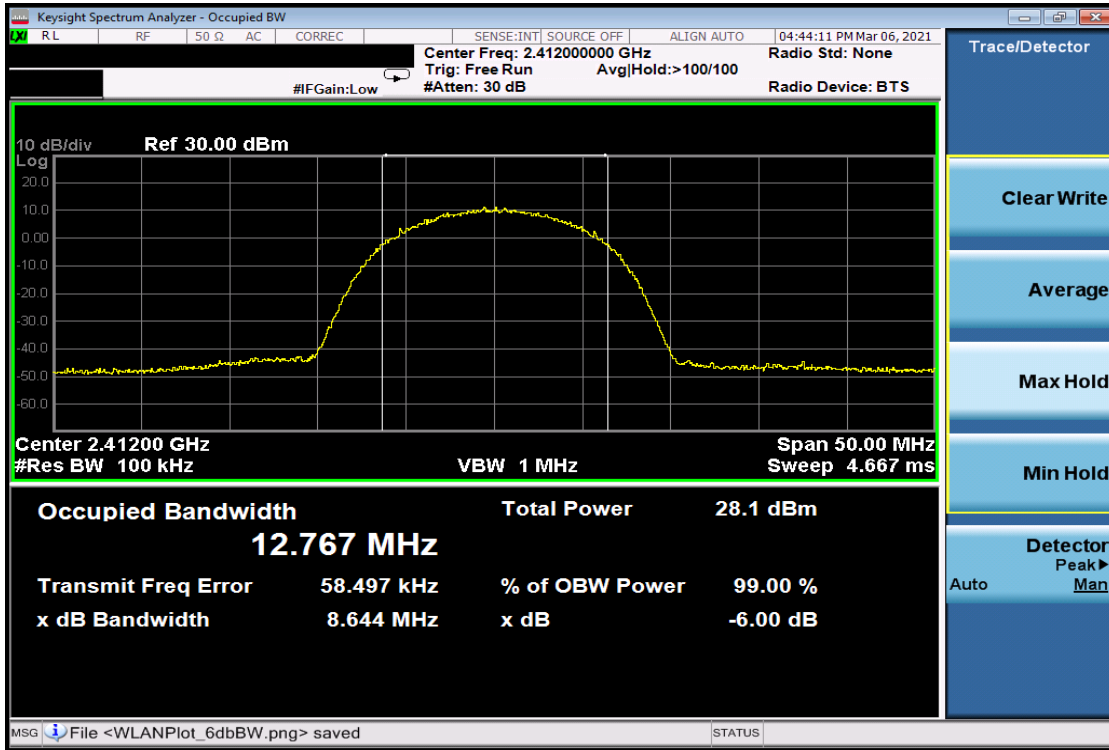 Keysight Spectrum Analyzer - Occupied BW
LXI RL RF 50 Ω AC CORREC SENSE:INT SOURCE OFF ALIGN AUTO 04:44:11 PM Mar 06, 2021
Center Freq: 2.412000000 GHz Radio Std: None
Trig: Free Run Avg|Hold:>100/100
#IFGain:Low #Atten: 30 dB Radio Device: BTS
10 dB/div Ref 30.00 dBm
Log
20.0
10.0
0.00
-10.0
-20.0
-30.0
-40.0
-50.0
-60.0
Center 2.41200 GHz Span 50.00 MHz
#Res BW 100 kHz VBW 1 MHz Sweep 4.667 ms
Occupied Bandwidth Total Power 28.1 dBm
12.767 MHz
Transmit Freq Error 58.497 kHz % of OBW Power 99.00 %
x dB Bandwidth 8.644 MHz x dB -6.00 dB
Trace/Detector
Clear Write
Average
Max Hold
Min Hold
Detector
Peak▶
Auto Man
MSG File <WLANPlot_6dbBW.png> saved STATUS